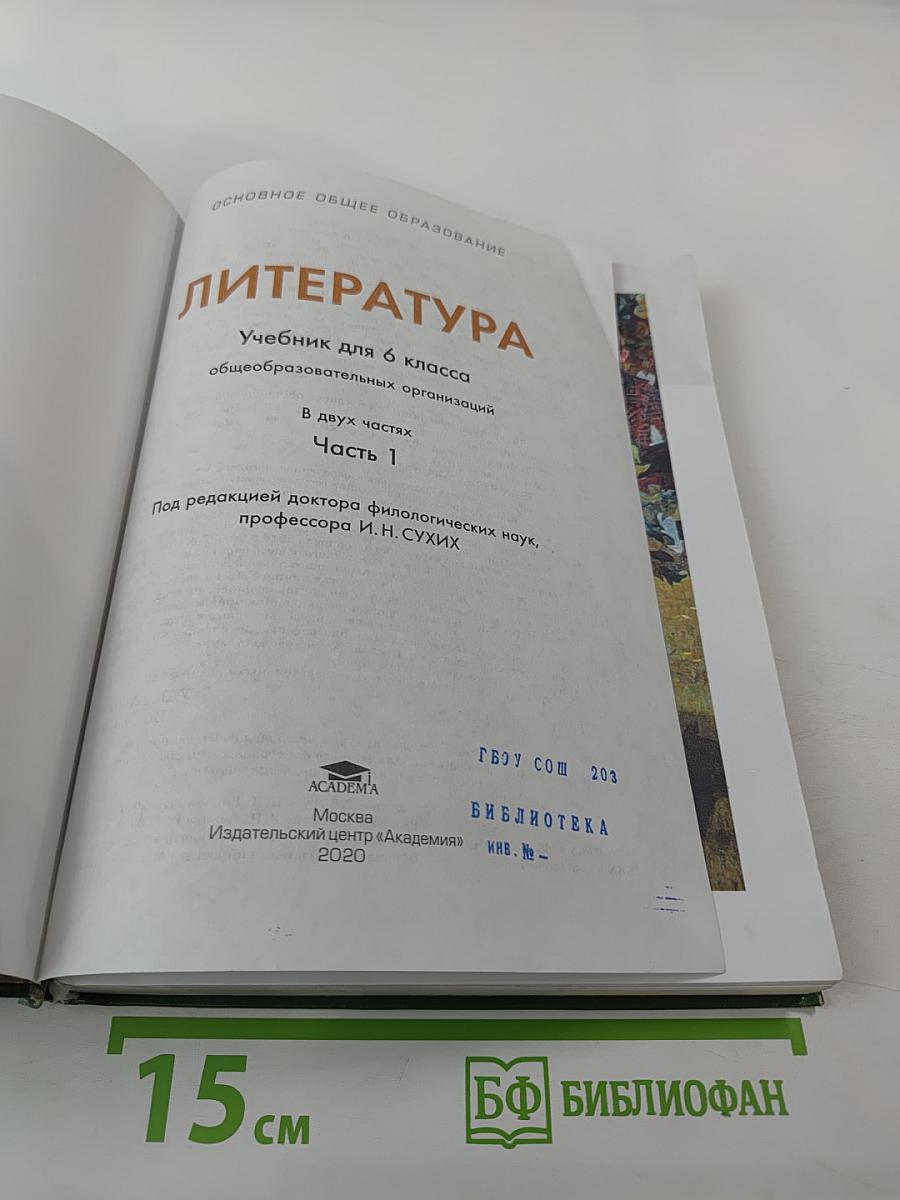 ОСНОВНОЕ ОБЩЕЕ ОБРАЗОВАНИЕ
ЛИТЕРАТУРА
Учебник для 6 класса
общеобразовательных организаций
В двух частях
Часть 1
Под редакцией доктора филологических наук,
профессора И. Н. СУХИХ
ACADEMA
Москва
Издательский центр «Академия»
2020
ГБОУ СОШ 203
БИБЛИОТЕКА
ИНВ. № –
15 см
БФ БИБЛИОФАН